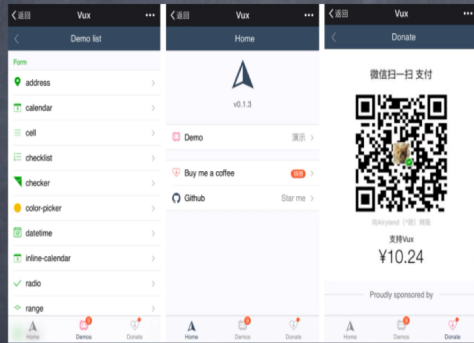 返回
Vux
Demo list
Form
address
calendar
cell
checklist
checker
color-picker
datetime
inline-calendar
radio
range
Home
Demos
Donate
返回
Vux
Home
v0.1.3
Demo
演示
Buy me a coffee
Github
Star me
Home
Demos
Donate
返回
Vux
Donate
微信扫一扫 支付
支持Vux
¥10.24
Proudly sponsored by
Home
Demos
Donate